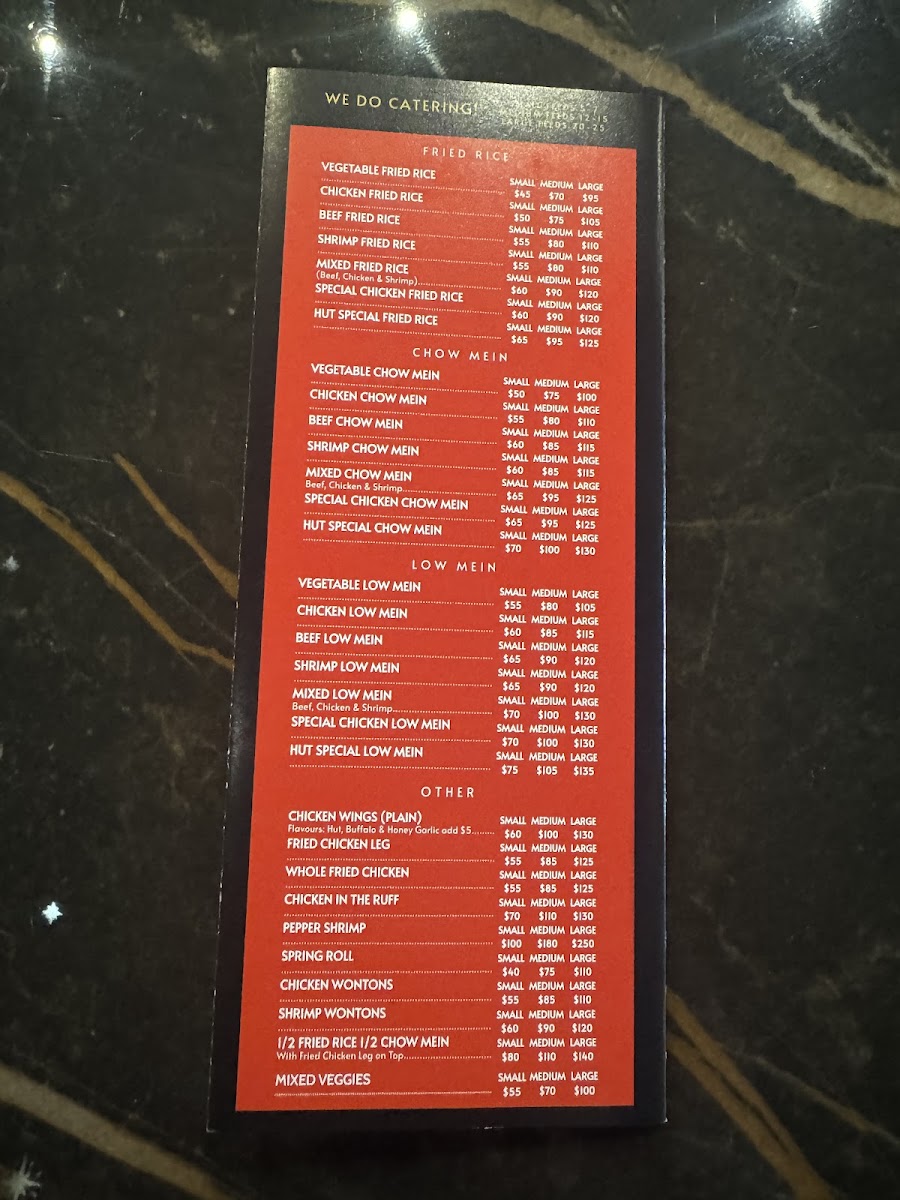 WE DO CATERING!
FEEDS 12-15
FEEDS 20-25
FRIED RICE
VEGETABLE FRIED RICE
SMALL MEDIUM LARGE
$45 $70 $95
CHICKEN FRIED RICE
SMALL MEDIUM LARGE
$50 $75 $105
BEEF FRIED RICE
SMALL MEDIUM LARGE
$55 $80 $110
SHRIMP FRIED RICE
SMALL MEDIUM LARGE
$55 $80 $110
MIXED FRIED RICE
SMALL MEDIUM LARGE
(Beef, Chicken & Shrimp) $60 $90 $120
SPECIAL CHICKEN FRIED RICE
SMALL MEDIUM LARGE
$60 $90 $120
HUT SPECIAL FRIED RICE
SMALL MEDIUM LARGE
$65 $95 $125
CHOW MEIN
VEGETABLE CHOW MEIN
SMALL MEDIUM LARGE
$50 $75 $100
CHICKEN CHOW MEIN
SMALL MEDIUM LARGE
$55 $80 $110
BEEF CHOW MEIN
SMALL MEDIUM LARGE
$60 $85 $115
SHRIMP CHOW MEIN
SMALL MEDIUM LARGE
$60 $85 $115
MIXED CHOW MEIN
SMALL MEDIUM LARGE
Beef, Chicken & Shrimp $65 $95 $125
SPECIAL CHICKEN CHOW MEIN
SMALL MEDIUM LARGE
$65 $95 $125
HUT SPECIAL CHOW MEIN
SMALL MEDIUM LARGE
$70 $100 $130
LOW MEIN
VEGETABLE LOW MEIN
SMALL MEDIUM LARGE
$55 $80 $105
CHICKEN LOW MEIN
SMALL MEDIUM LARGE
$60 $85 $115
BEEF LOW MEIN
SMALL MEDIUM LARGE
$65 $90 $120
SHRIMP LOW MEIN
SMALL MEDIUM LARGE
$65 $90 $120
MIXED LOW MEIN
SMALL MEDIUM LARGE
Beef, Chicken & Shrimp $70 $100 $130
SPECIAL CHICKEN LOW MEIN
SMALL MEDIUM LARGE
$70 $100 $130
HUT SPECIAL LOW MEIN
SMALL MEDIUM LARGE
$75 $105 $135
OTHER
CHICKEN WINGS (PLAIN)
SMALL MEDIUM LARGE
Flavours: Hut, Buffalo & Honey Garlic add $5 $60 $100 $130
FRIED CHICKEN LEG
SMALL MEDIUM LARGE
$55 $85 $125
WHOLE FRIED CHICKEN
SMALL MEDIUM LARGE
$55 $85 $125
CHICKEN IN THE RUFF
SMALL MEDIUM LARGE
$70 $110 $130
PEPPER SHRIMP
SMALL MEDIUM LARGE
$100 $180 $250
SPRING ROLL
SMALL MEDIUM LARGE
$40 $75 $110
CHICKEN WONTONS
SMALL MEDIUM LARGE
$55 $85 $110
SHRIMP WONTONS
SMALL MEDIUM LARGE
$60 $90 $120
1/2 FRIED RICE 1/2 CHOW MEIN
SMALL MEDIUM LARGE
With Fried Chicken Leg on Top $80 $110 $140
MIXED VEGGIES
SMALL MEDIUM LARGE
$55 $70 $100